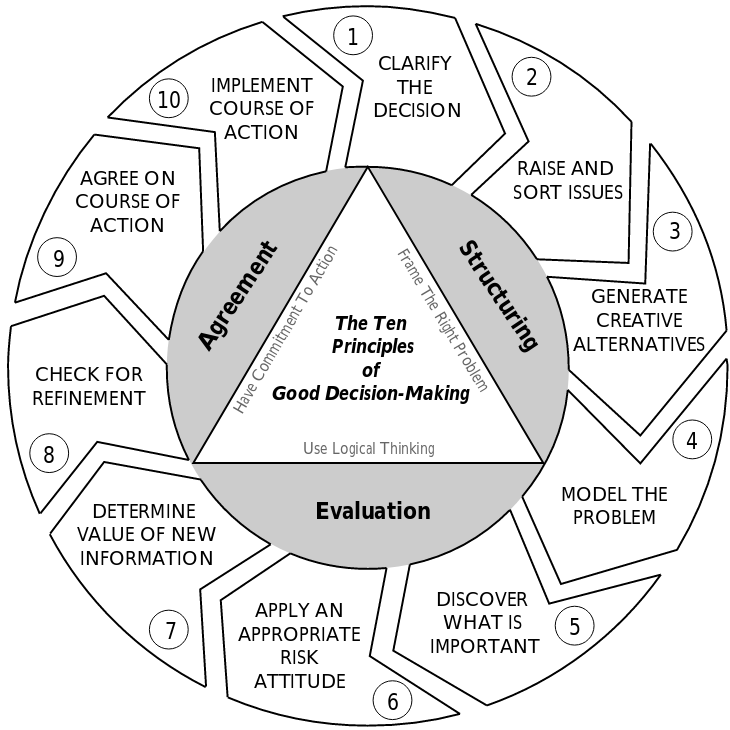 1
CLARIFY
THE
DECISION
2
RAISE AND
SORT ISSUES
3
GENERATE
CREATIVE
ALTERNATIVES
4
MODEL THE
PROBLEM
5
DISCOVER
WHAT IS
IMPORTANT
6
APPLY AN
APPROPRIATE
RISK
ATTITUDE
7
DETERMINE
VALUE OF NEW
INFORMATION
8
CHECK FOR
REFINEMENT
9
AGREE ON
COURSE OF
ACTION
10
IMPLEMENT
COURSE OF
ACTION
Agreement
Structuring
Evaluation
Have Commitment To Action
Frame The Right Problem
Use Logical Thinking
The Ten
Principles
of
Good Decision-Making